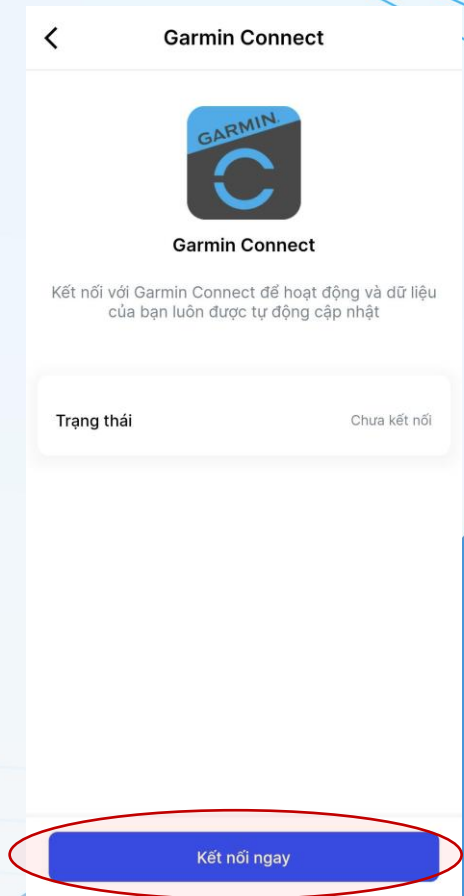 Garmin Connect
GARMIN.
Garmin Connect
Kết nối với Garmin Connect để hoạt động và dữ liệu
của bạn luôn được tự động cập nhật
Trạng thái Chưa kết nối
Kết nối ngay